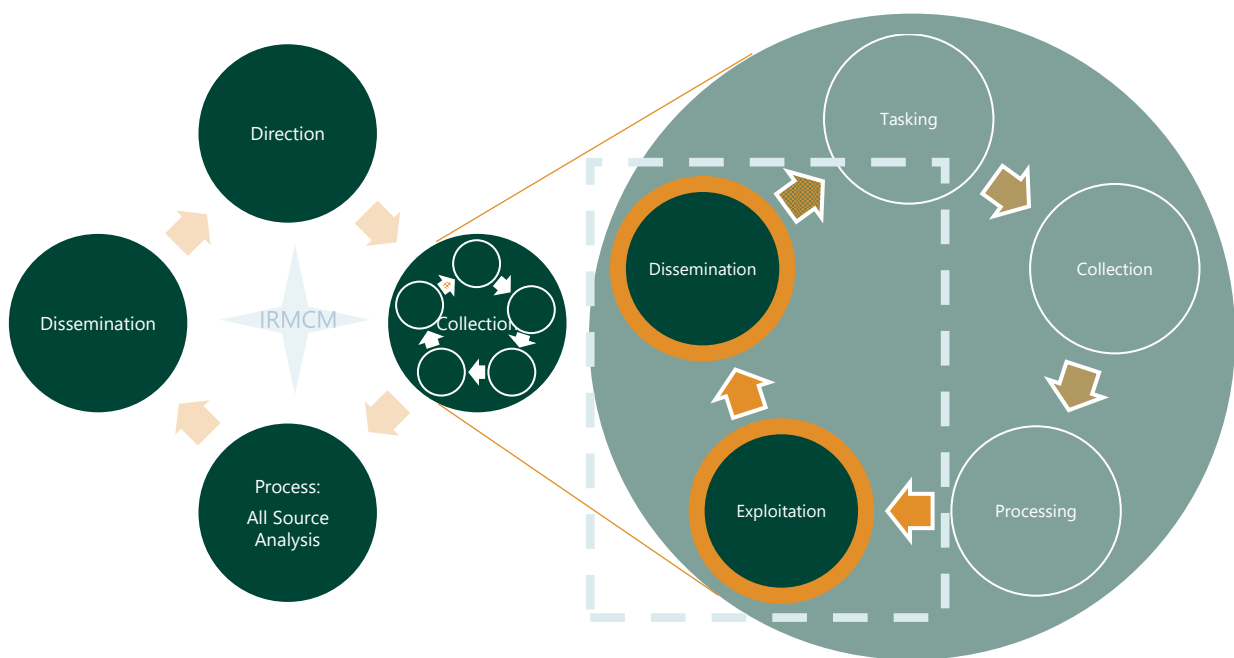 Direction
Dissemination
IRMCM
Collection
Process:
All Source
Analysis
Tasking
Dissemination
Collection
Exploitation
Processing